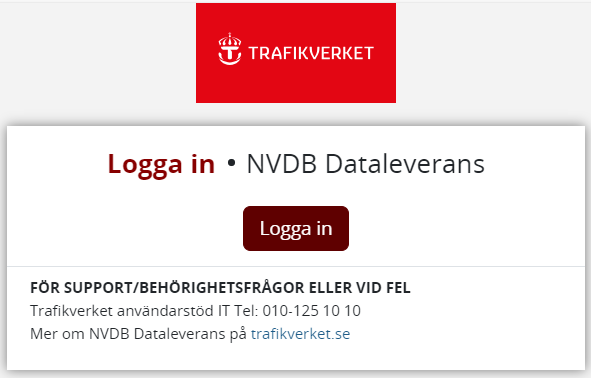 TRAFIKVERKET
Logga in • NVDB Dataleverans
Logga in
FÖR SUPPORT/BEHÖRIGHETSFRÅGOR ELLER VID FEL
Trafikverket användarstöd IT Tel: 010-125 10 10
Mer om NVDB Dataleverans på trafikverket.se